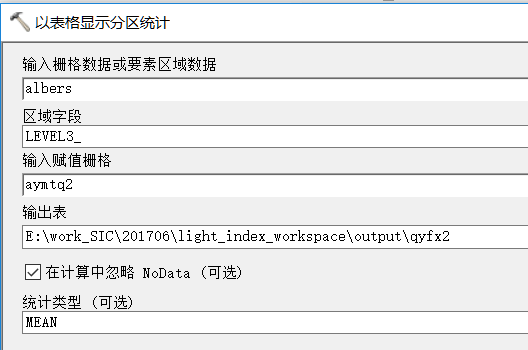 以表格显示分区统计
输入栅格数据或要素区域数据
albers
区域字段
LEVEL3_
输入赋值栅格
aymtq2
输出表
E:\work_SIC\201706\light_index_workspace\output\qyfx2
在计算中忽略 NoData (可选)
统计类型 (可选)
MEAN